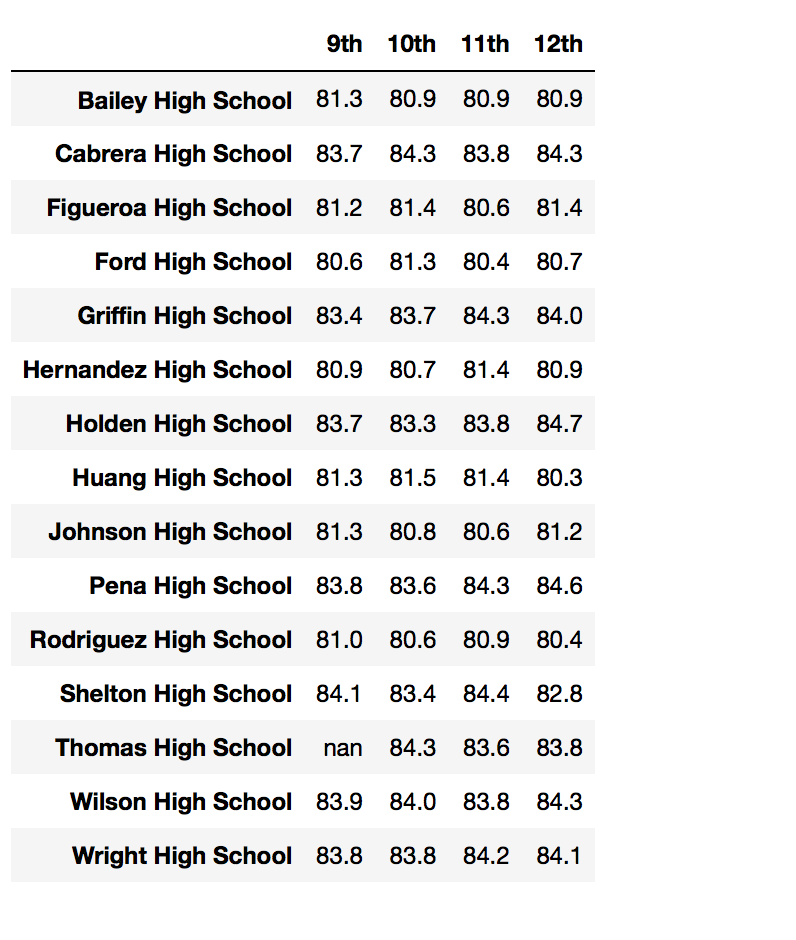 9th 10th 11th 12th
Bailey High School 81.3 80.9 80.9 80.9
Cabrera High School 83.7 84.3 83.8 84.3
Figueroa High School 81.2 81.4 80.6 81.4
Ford High School 80.6 81.3 80.4 80.7
Griffin High School 83.4 83.7 84.3 84.0
Hernandez High School 80.9 80.7 81.4 80.9
Holden High School 83.7 83.3 83.8 84.7
Huang High School 81.3 81.5 81.4 80.3
Johnson High School 81.3 80.8 80.6 81.2
Pena High School 83.8 83.6 84.3 84.6
Rodriguez High School 81.0 80.6 80.9 80.4
Shelton High School 84.1 83.4 84.4 82.8
Thomas High School nan 84.3 83.6 83.8
Wilson High School 83.9 84.0 83.8 84.3
Wright High School 83.8 83.8 84.2 84.1